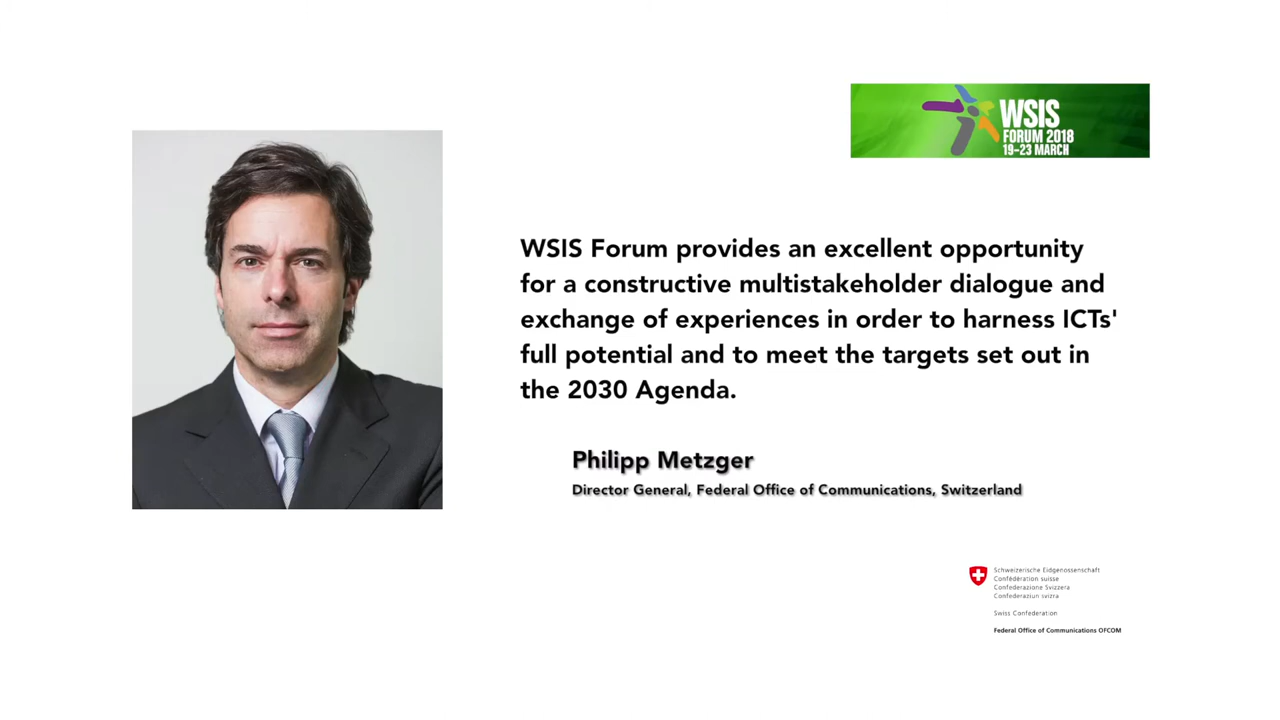 WSIS
FORUM 2018
19-23 MARCH
WSIS Forum provides an excellent opportunity
for a constructive multistakeholder dialogue and
exchange of experiences in order to harness ICTs'
full potential and to meet the targets set out in
the 2030 Agenda.
Philipp Metzger
Director General, Federal Office of Communications, Switzerland
Schweizerische Eidgenossenschaft
Confédération suisse
Confederazione Svizzera
Confederaziun svizra
Swiss Confederation
Federal Office of Communications OFCOM